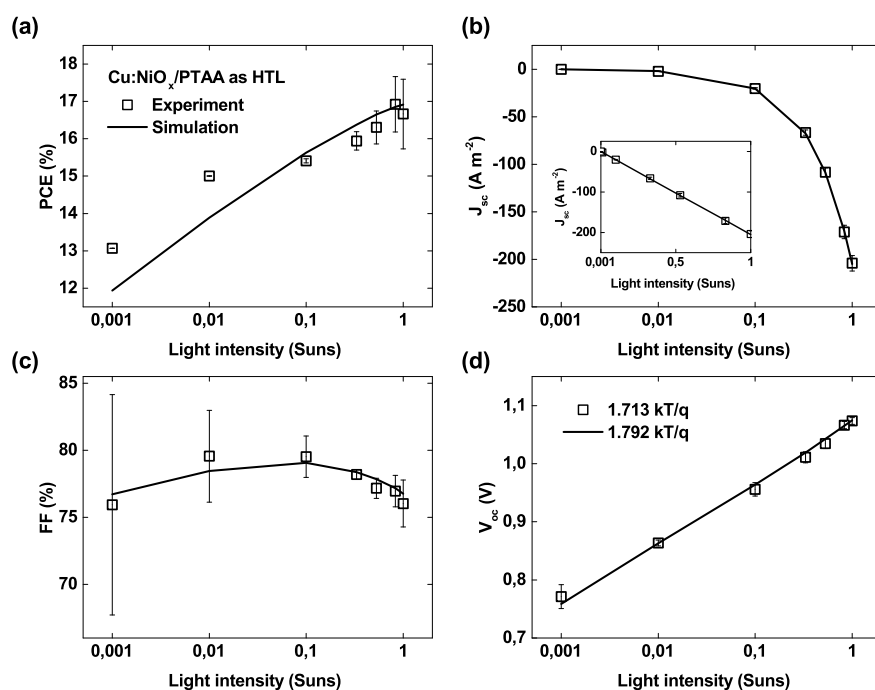 (a)
18
17
16
15
14
13
12
PCE (%)
Cu:NiOx/PTAA as HTL
Experiment
Simulation
0,001
0,01
0,1
1
Light intensity (Suns)
(b)
0
-50
-100
-150
-200
-250
Jsc (A m-2)
0
-100
-200
Jsc (A m-2)
0,001
0,5
1
Light intensity (Suns)
0,001
0,01
0,1
1
Light intensity (Suns)
(c)
85
80
75
70
FF (%)
0,001
0,01
0,1
1
Light intensity (Suns)
(d)
1,1
1,0
0,9
0,8
0,7
Voc (V)
1.713 kT/q
1.792 kT/q
0,001
0,01
0,1
1
Light intensity (Suns)